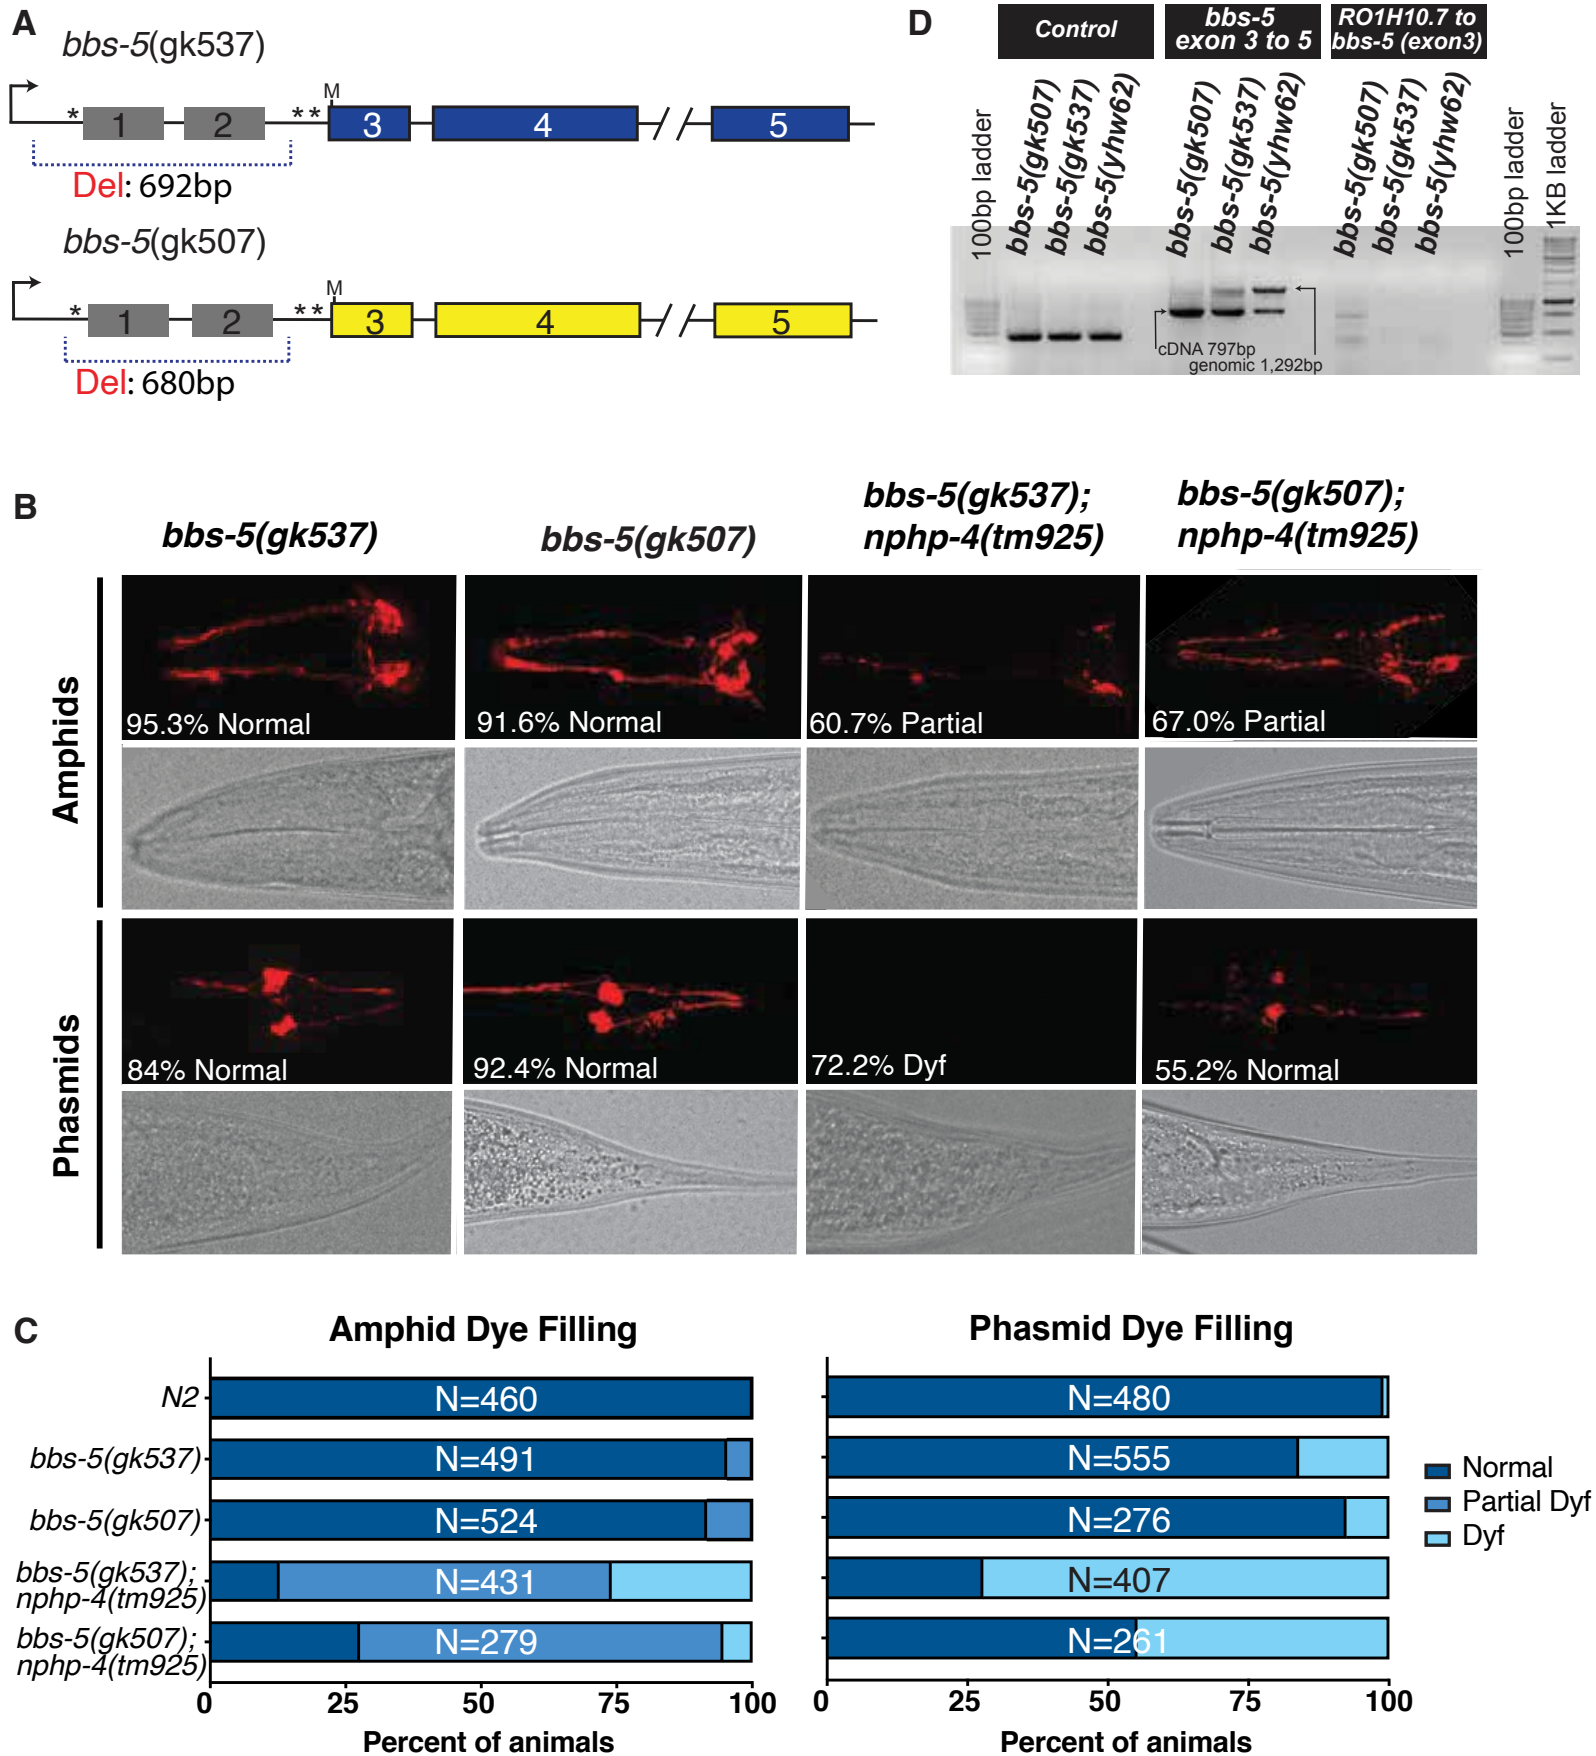 A
bbs-5(gk537)
* 1 2 ** M 3 4 5
Del: 692bp
bbs-5(gk507)
* 1 2 ** M 3 4 5
Del: 680bp
D
Control
bbs-5
exon 3 to 5
RO1H10.7 to
bbs-5 (exon3)
100bp ladder
bbs-5(gk507)
bbs-5(gk537)
bbs-5(yhw62)
bbs-5(gk507)
bbs-5(gk537)
bbs-5(yhw62)
bbs-5(gk507)
bbs-5(gk537)
bbs-5(yhw62)
100bp ladder
1KB ladder
cDNA 797bp
genomic 1,292bp
B
bbs-5(gk537)
bbs-5(gk507)
bbs-5(gk537);
nphp-4(tm925)
bbs-5(gk507);
nphp-4(tm925)
Amphids
95.3% Normal
91.6% Normal
60.7% Partial
67.0% Partial
Phasmids
84% Normal
92.4% Normal
72.2% Dyf
55.2% Normal
C
Amphid Dye Filling
N2
N=460
bbs-5(gk537)
N=491
bbs-5(gk507)
N=524
bbs-5(gk537);
nphp-4(tm925)
N=431
bbs-5(gk507);
nphp-4(tm925)
N=279
0 25 50 75 100
Percent of animals
Phasmid Dye Filling
N=480
N=555
N=276
N=407
N=261
0 25 50 75 100
Percent of animals
Normal
Partial Dyf
Dyf